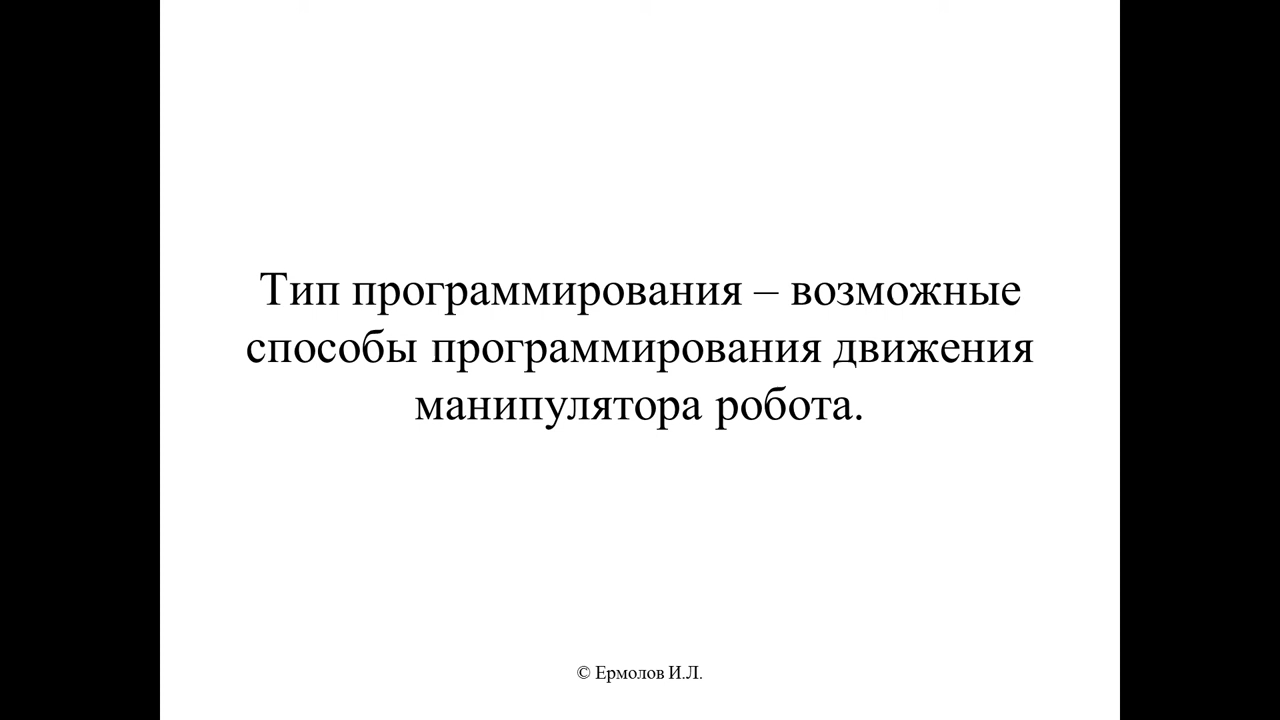 Тип программирования – возможные
способы программирования движения
манипулятора робота.
© Ермолов И.Л.